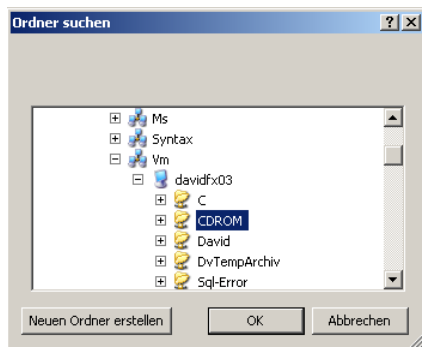 Ordner suchen
Ms
Syntax
Vm
davidfx03
C
CDROM
David
DvTempArchiv
Sql-Error
Neuen Ordner erstellen OK Abbrechen